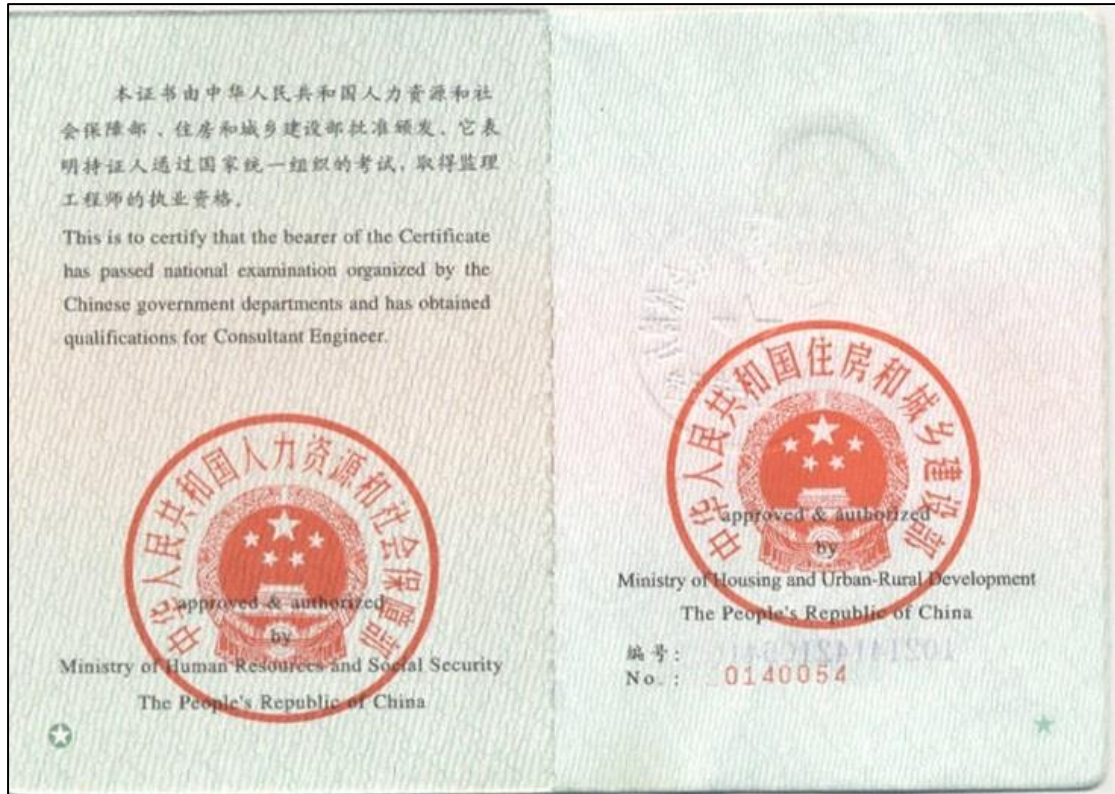 本证书由中华人民共和国人力资源和社
会保障部、住房和城乡建设部批准颁发，它表
明持证人通过国家统一组织的考试，取得监理
工程师的执业资格。
This is to certify that the bearer of the Certificate
has passed national examination organized by the
Chinese government departments and has obtained
qualifications for Consultant Engineer.
中华人民共和国人力资源和社会保障部
approved & authorized
by
Ministry of Human Resources and Social Security
The People's Republic of China
中华人民共和国住房和城乡建设部
approved & authorized
by
Ministry of Housing and Urban-Rural Development
The People's Republic of China
编号:
No.: 0140054